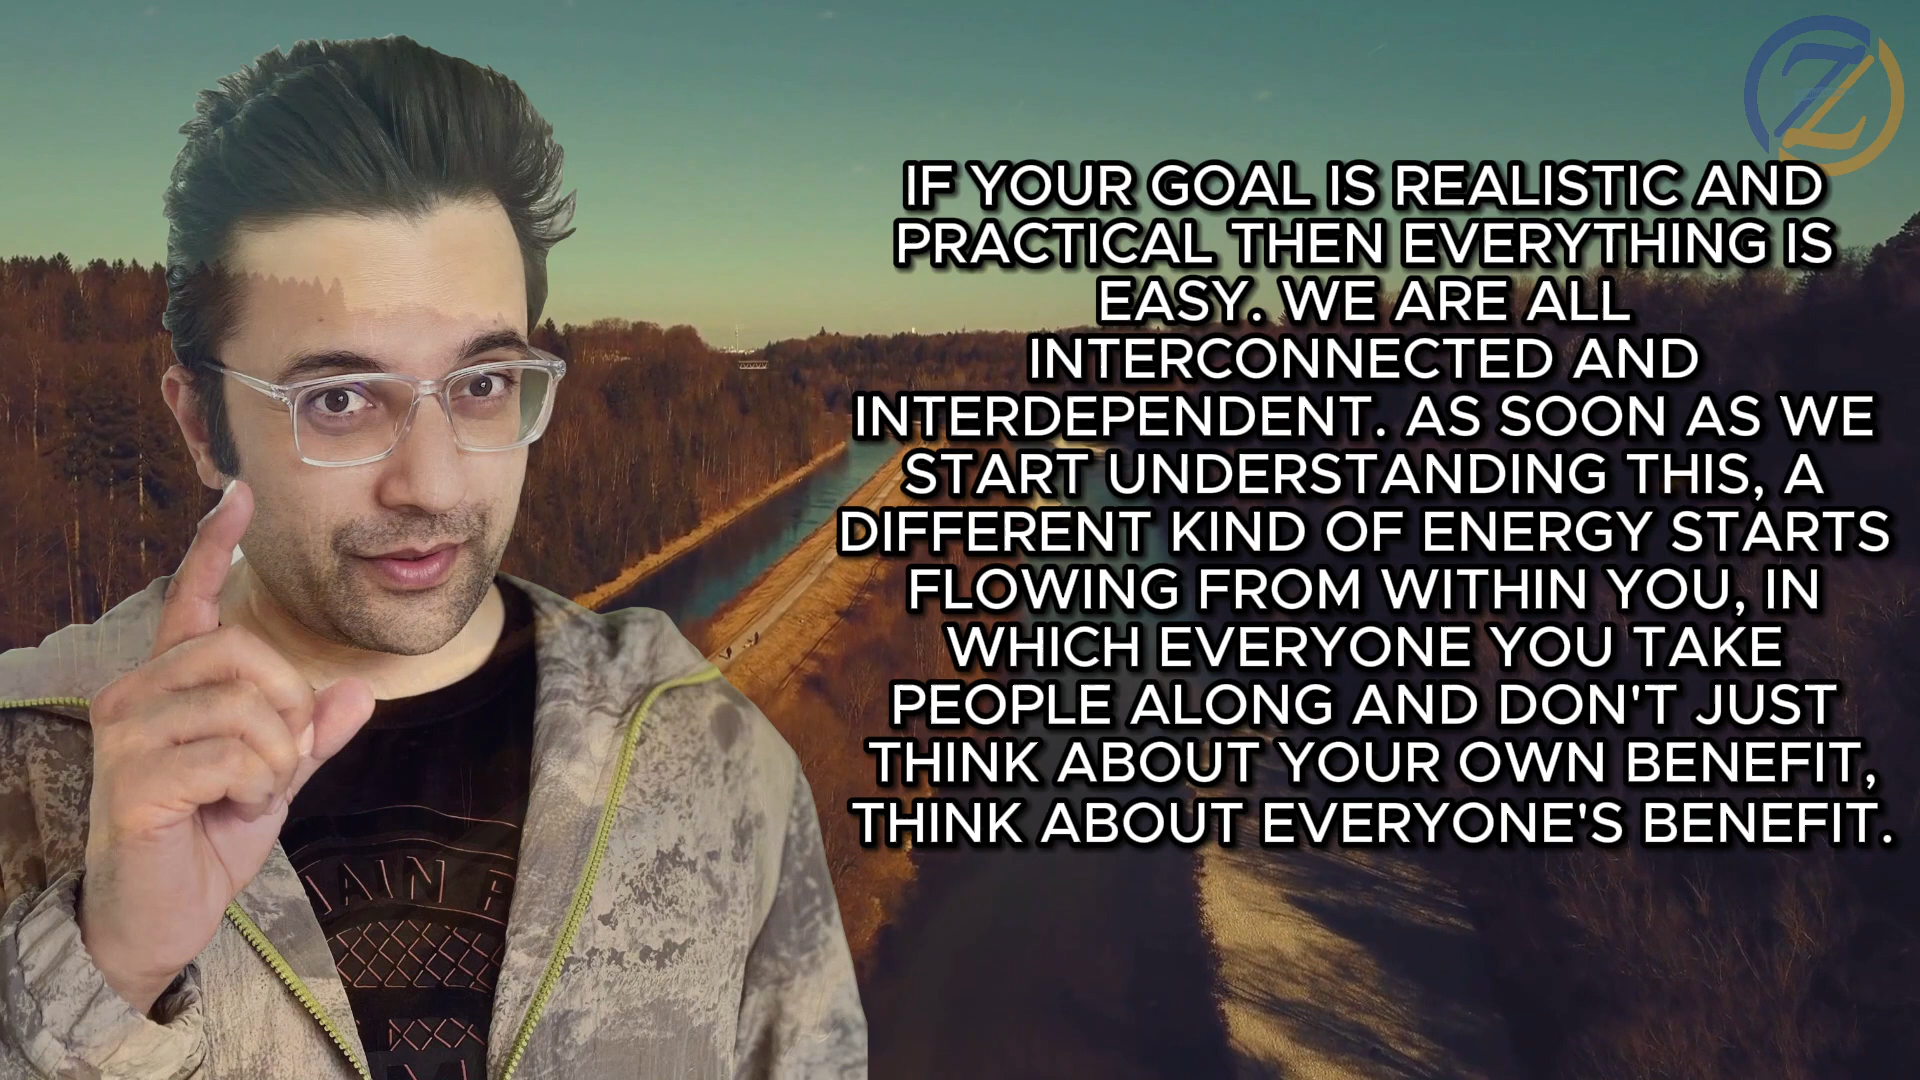 IF YOUR GOAL IS REALISTIC AND
PRACTICAL THEN EVERYTHING IS
EASY. WE ARE ALL
INTERCONNECTED AND
INTERDEPENDENT. AS SOON AS WE
START UNDERSTANDING THIS, A
DIFFERENT KIND OF ENERGY STARTS
FLOWING FROM WITHIN YOU, IN
WHICH EVERYONE YOU TAKE
PEOPLE ALONG AND DON'T JUST
THINK ABOUT YOUR OWN BENEFIT,
THINK ABOUT EVERYONE'S BENEFIT.